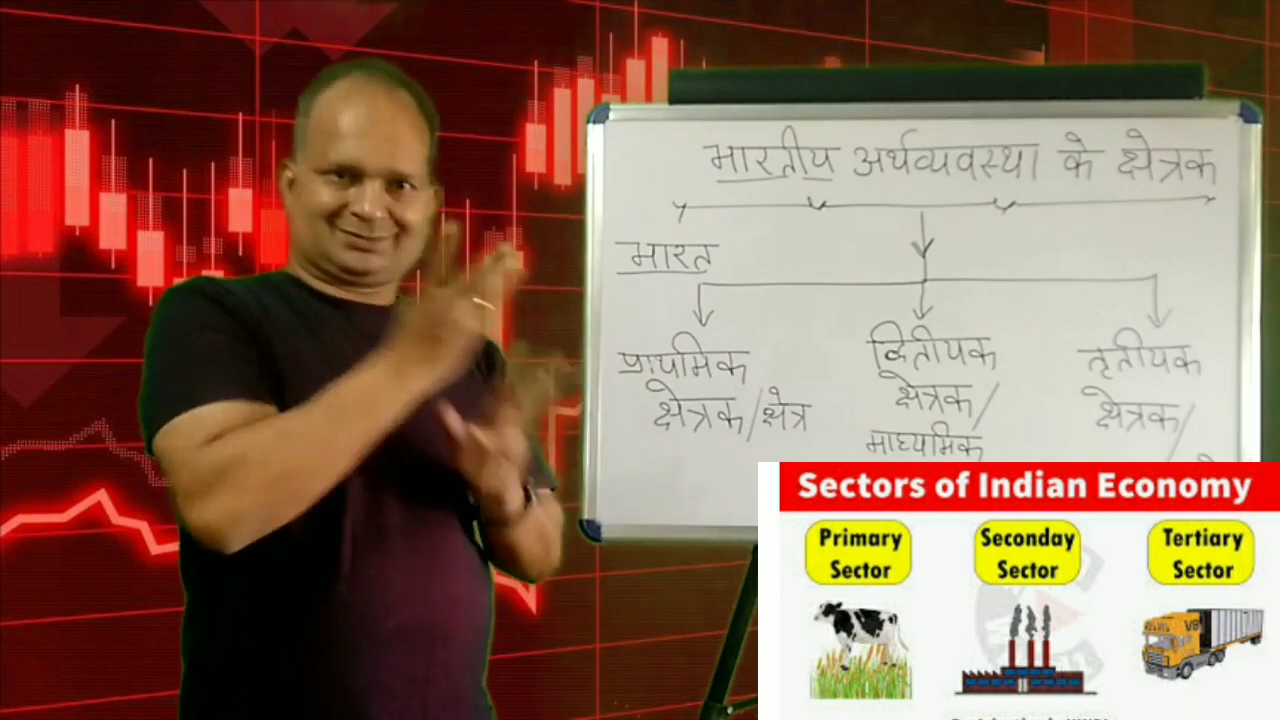 भारतीय अर्थव्यवस्था के क्षेत्रक
भारत
प्राथमिक
क्षेत्रक/क्षेत्र
द्वितीयक
क्षेत्रक/
माध्यमिक
तृतीयक
क्षेत्रक/
Sectors of Indian Economy
Primary
Sector
Seconday
Sector
Tertiary
Sector